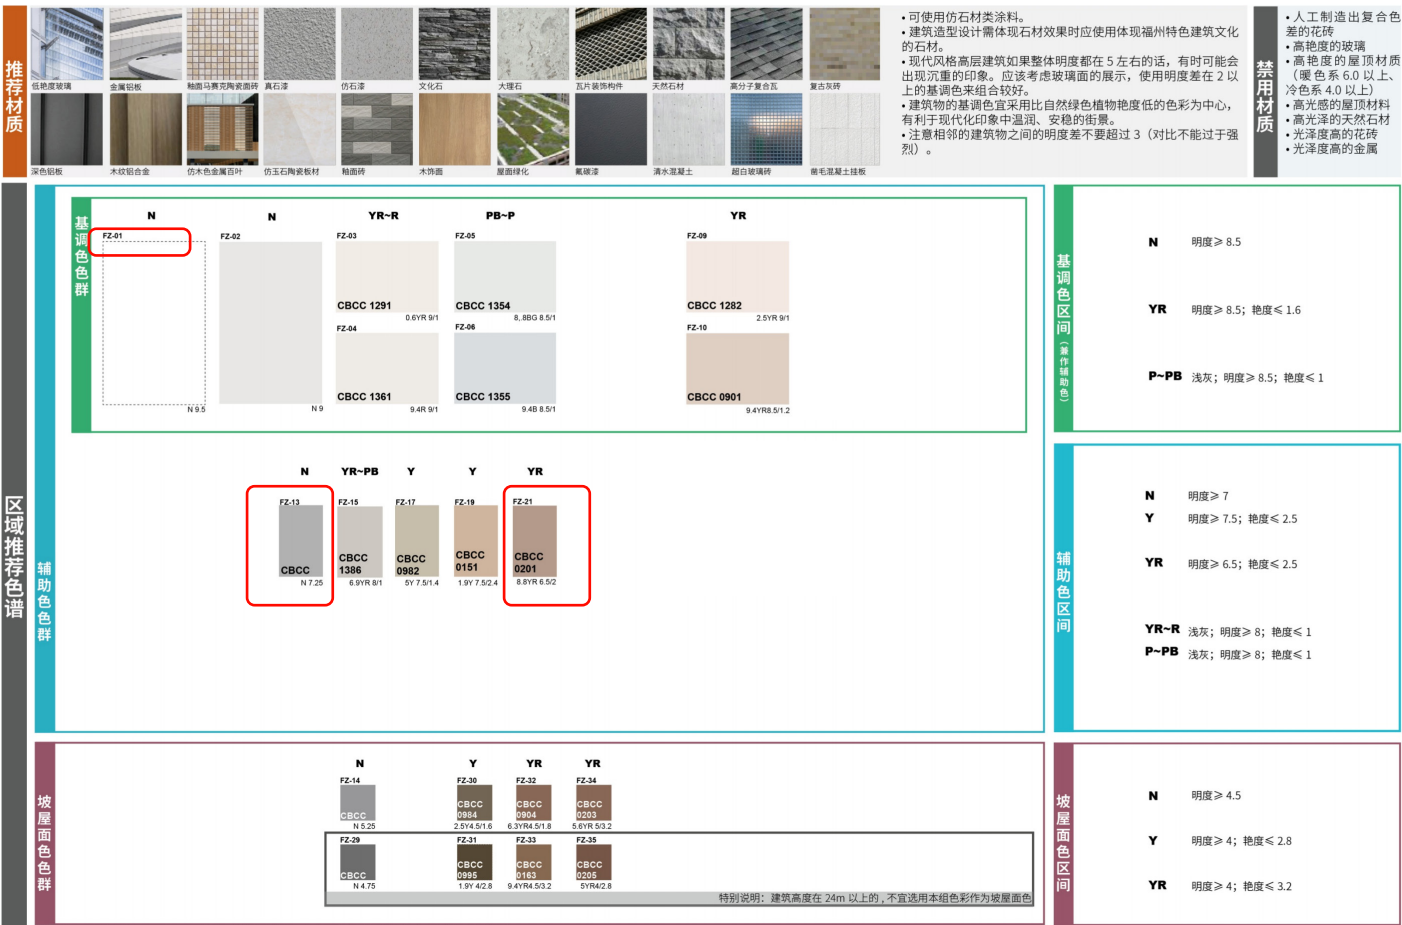 推荐材质
低艳度玻璃
金属铝板
釉面马赛克陶瓷面砖
真石漆
仿石漆
文化石
大理石
瓦片装饰构件
天然石材
高分子复合瓦
复古灰砖
深色铝板
木纹铝合金
仿木色金属百叶
仿玉石陶瓷板材
釉面砖
木饰面
屋面绿化
氟碳漆
清水混凝土
超白玻璃砖
凿毛混凝土挂板
• 可使用仿石材类涂料。
• 建筑造型设计需体现石材效果时应使用体现福州特色建筑文化
的石材。
• 现代风格高层建筑如果整体明度都在 5 左右的话，有时可能会
出现沉重的印象。应该考虑玻璃面的展示，使用明度差在 2 以
上的基调色来组合较好。
• 建筑物的基调色宜采用比自然绿色植物艳度低的色彩为中心，
有利于现代化印象中温润、安稳的街景。
• 注意相邻的建筑物之间的明度差不要超过 3（对比不能过于强
烈）。
禁用材质
• 人工制造出复合色
差的花砖
• 高艳度的玻璃
• 高艳度的屋顶材质
（暖色系 6.0 以上、
冷色系 4.0 以上）
• 高光感的屋顶材料
• 高光泽的天然石材
• 光泽度高的花砖
• 光泽度高的金属
区域推荐色谱
基调色色群
N
N
YR~R
PB~P
YR
FZ-01
FZ-02
FZ-03
FZ-05
FZ-09
CBCC 1291
CBCC 1354
CBCC 1282
0.6YR 9/1
8,.8BG 8.5/1
2.5YR 9/1
FZ-04
FZ-06
FZ-10
CBCC 1361
CBCC 1355
CBCC 0901
N 9.5
N 9
9.4R 9/1
9.4B 8.5/1
9.4YR8.5/1.2
辅助色色群
N
YR~PB
Y
Y
YR
FZ-13
FZ-15
FZ-17
FZ-19
FZ-21
CBCC
CBCC
1386
CBCC
0982
CBCC
0151
CBCC
0201
N 7.25
6.9YR 8/1
5Y 7.5/1.4
1.9Y 7.5/2.4
8.8YR 6.5/2
坡屋面色色群
N
Y
YR
YR
FZ-14
FZ-30
FZ-32
FZ-34
CBCC
CBCC
0984
CBCC
0904
CBCC
0203
N 5.25
2.5Y4.5/1.6
6.3YR4.5/1.8
5.6YR 5/3.2
FZ-29
FZ-31
FZ-33
FZ-35
CBCC
CBCC
0995
CBCC
0163
CBCC
0205
N 4.75
1.9Y 4/2.8
9.4YR4.5/3.2
5YR4/2.8
特别说明：建筑高度在 24m 以上的，不宜选用本组色彩作为坡屋面色
基调色区间（兼作辅助色）
N 明度≥ 8.5
YR 明度≥ 8.5；艳度≤ 1.6
P~PB 浅灰；明度≥ 8.5；艳度≤ 1
辅助色区间
N 明度≥ 7
Y 明度≥ 7.5；艳度≤ 2.5
YR 明度≥ 6.5；艳度≤ 2.5
YR~R 浅灰；明度≥ 8；艳度≤ 1
P~PB 浅灰；明度≥ 8；艳度≤ 1
坡屋面色区间
N 明度≥ 4.5
Y 明度≥ 4；艳度≤ 2.8
YR 明度≥ 4；艳度≤ 3.2